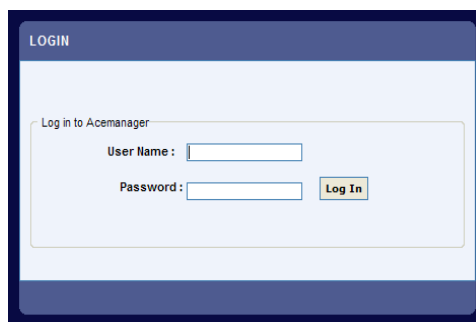 LOGIN
Log in to Acemanager
User Name :
Password :
Log In